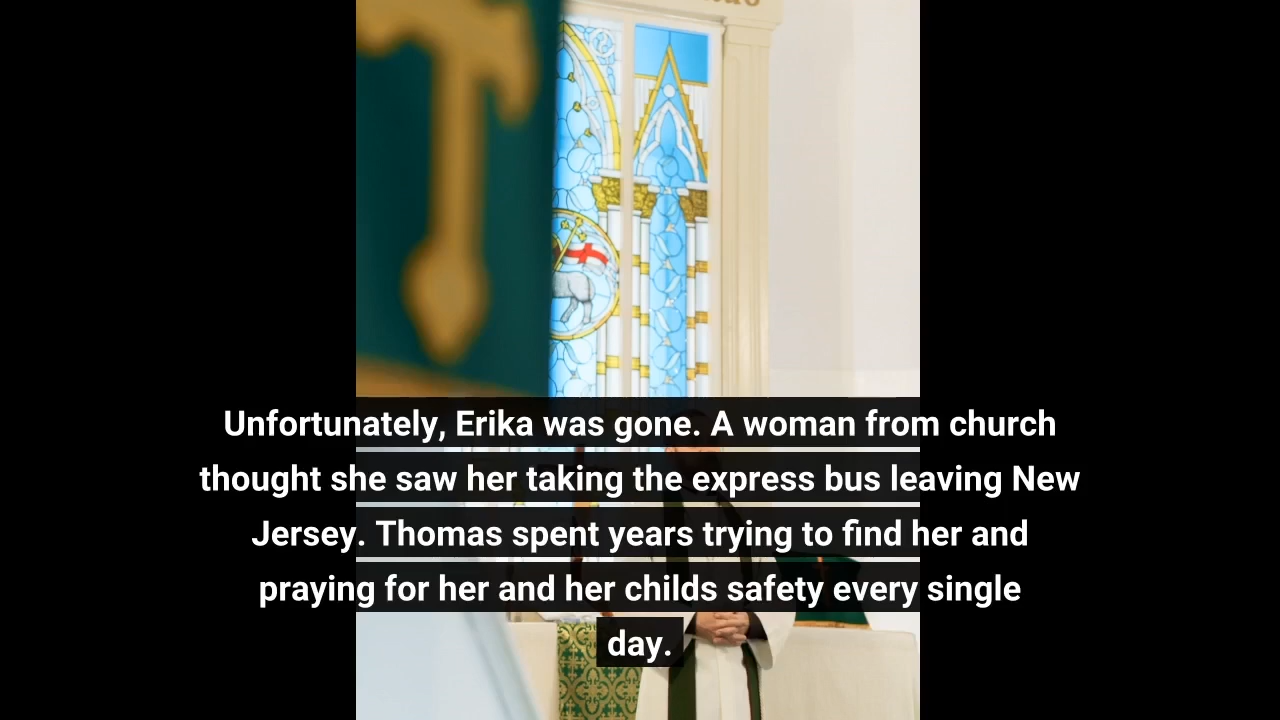 Unfortunately, Erika was gone. A woman from church
thought she saw her taking the express bus leaving New
Jersey. Thomas spent years trying to find her and
praying for her and her childs safety every single
day.